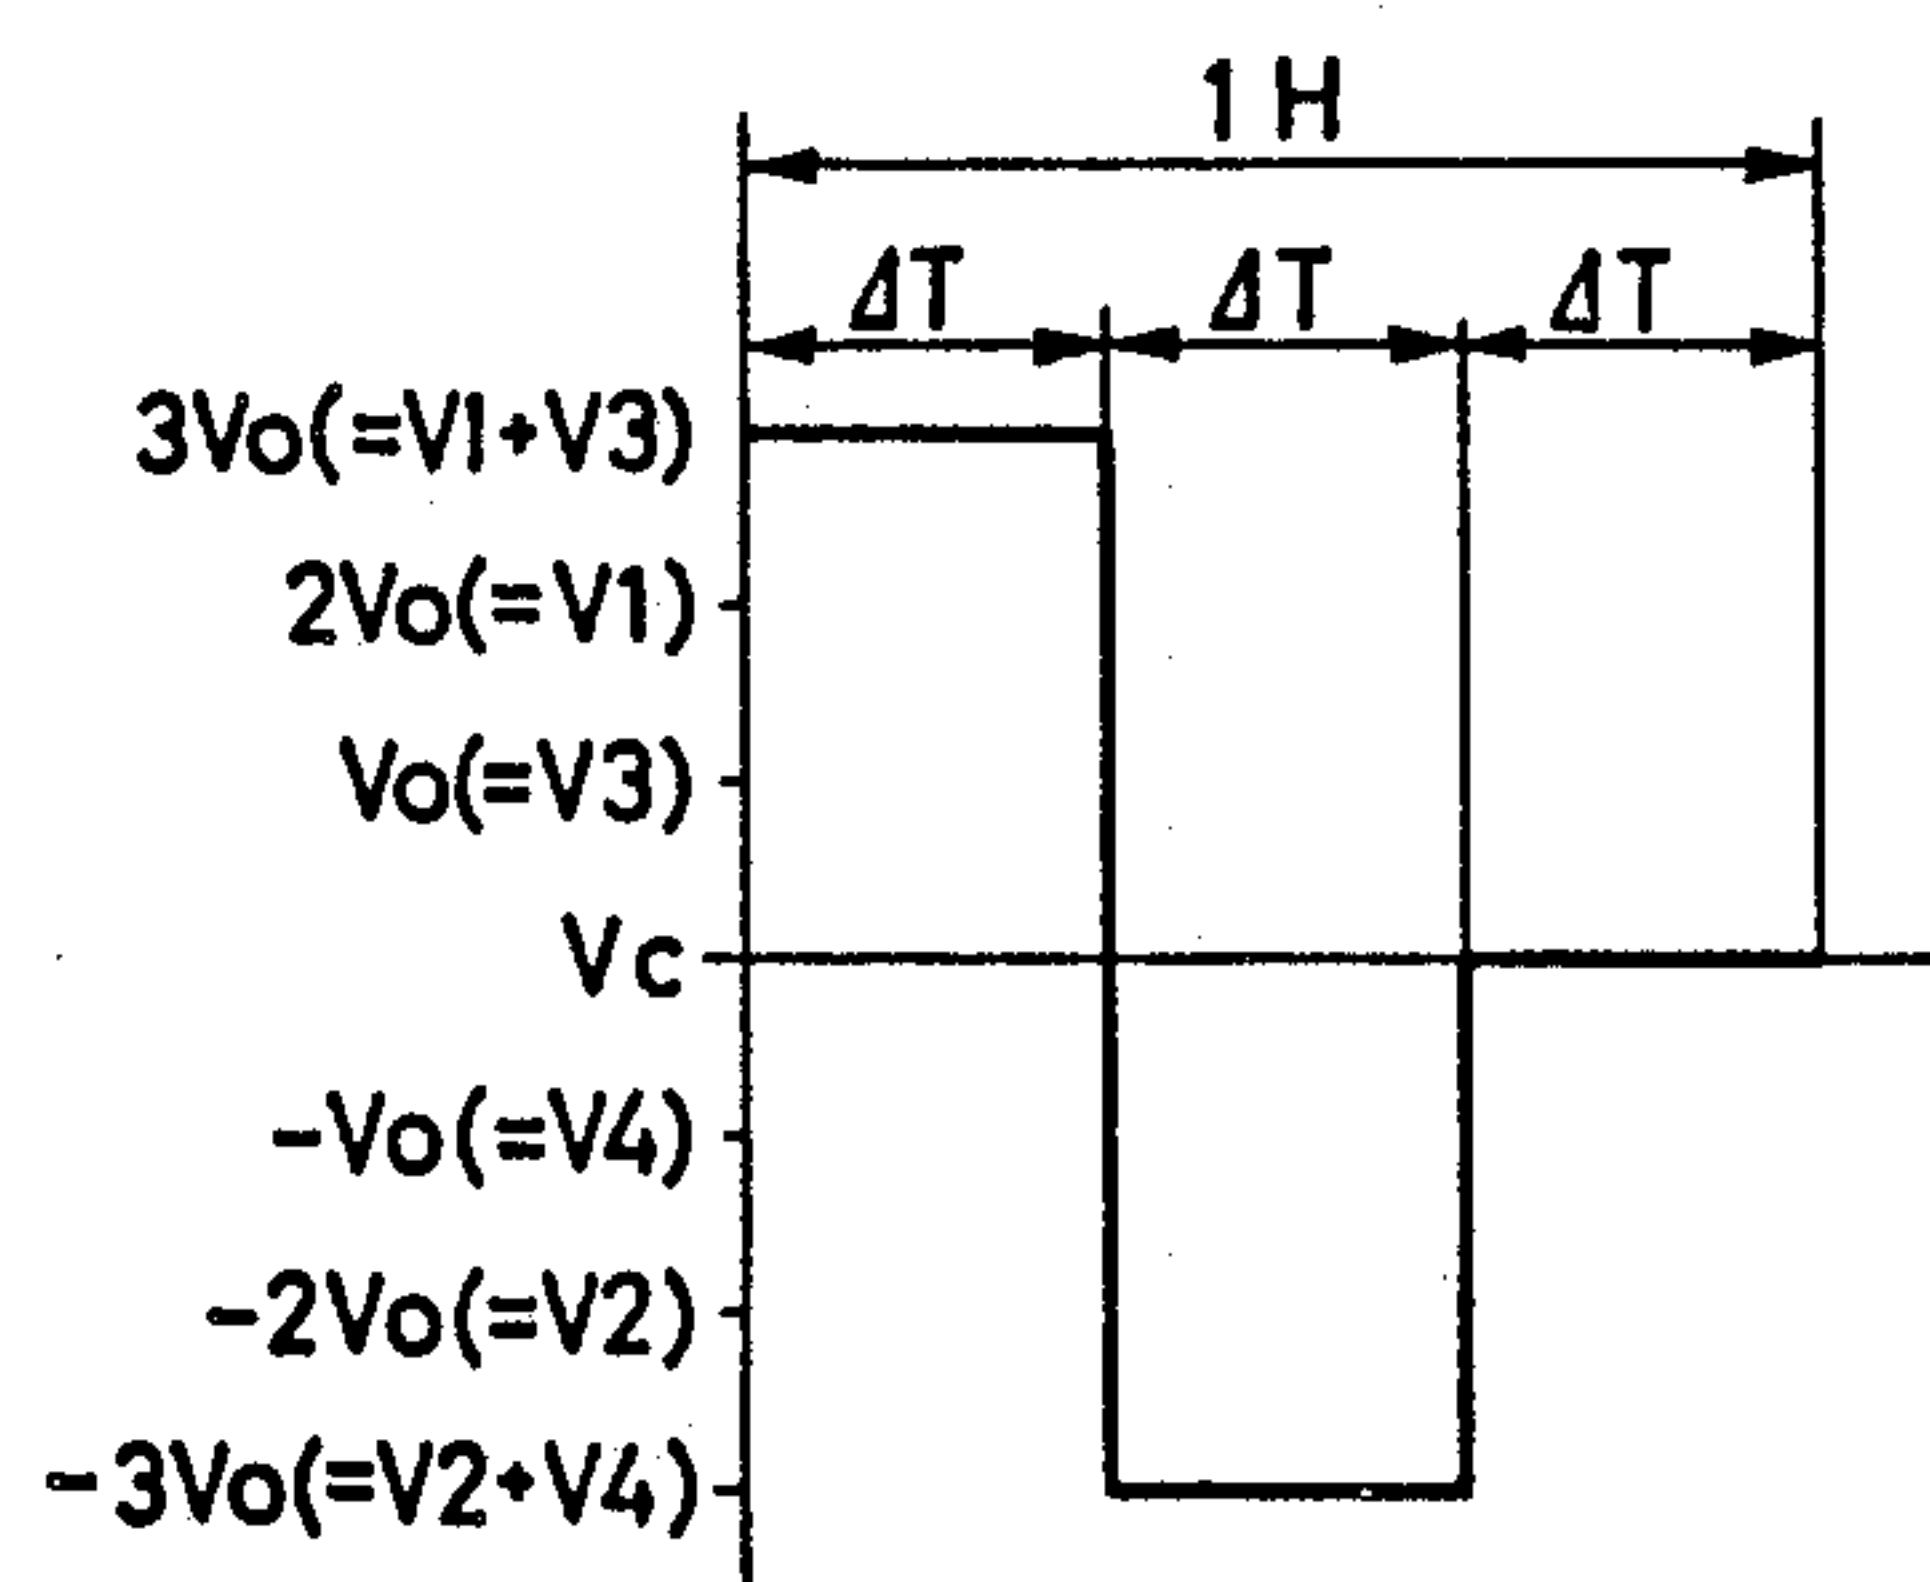 1 H
ΔT ΔT ΔT
3Vo(=V1+V3)
2Vo(=V1)
Vo(=V3)
Vc
-Vo(=V4)
-2Vo(=V2)
-3Vo(=V2+V4)